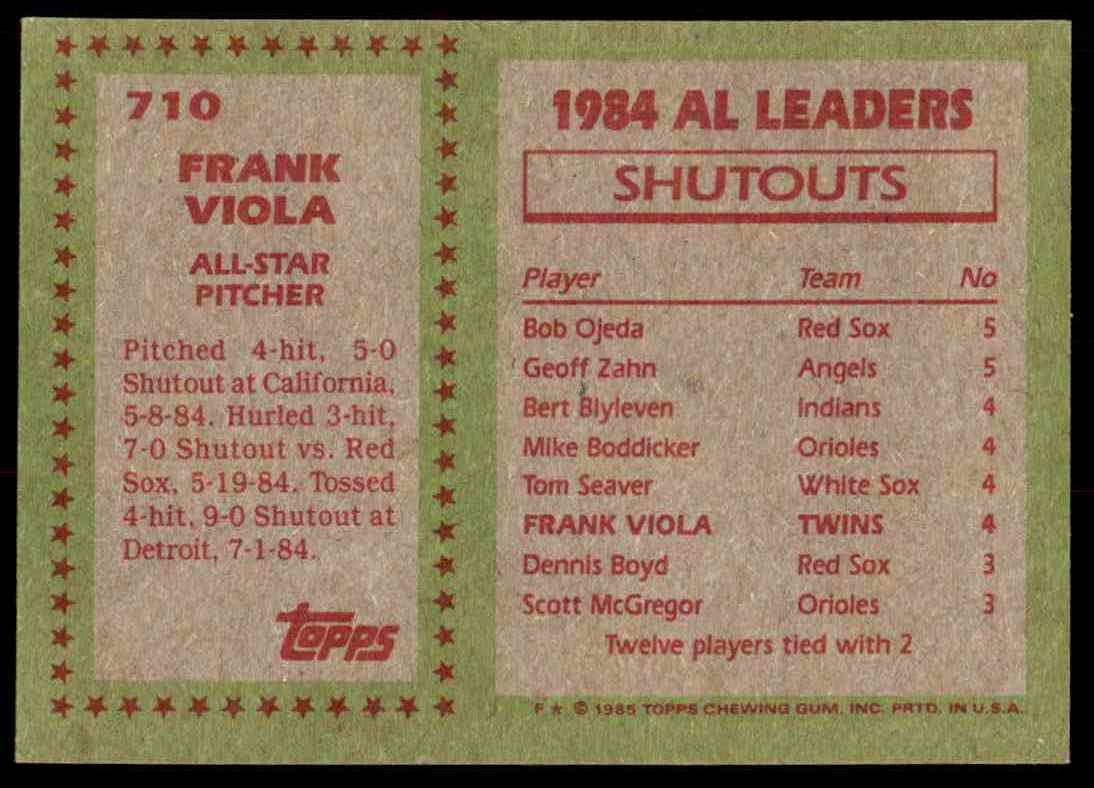 710
FRANK
VIOLA
ALL-STAR
PITCHER
Pitched 4-hit, 5-0
Shutout at California,
5-8-84. Hurled 3-hit,
7-0 Shutout vs. Red
Sox, 5-19-84. Tossed
4-hit, 9-0 Shutout at
Detroit, 7-1-84.
Topps
1984 AL LEADERS
SHUTOUTS
Player Team No
Bob Ojeda Red Sox 5
Geoff Zahn Angels 5
Bert Blyleven Indians 4
Mike Boddicker Orioles 4
Tom Seaver White Sox 4
FRANK VIOLA TWINS 4
Dennis Boyd Red Sox 3
Scott McGregor Orioles 3
Twelve players tied with 2
F ★ © 1985 TOPPS CHEWING GUM, INC. PRTD. IN U.S.A.